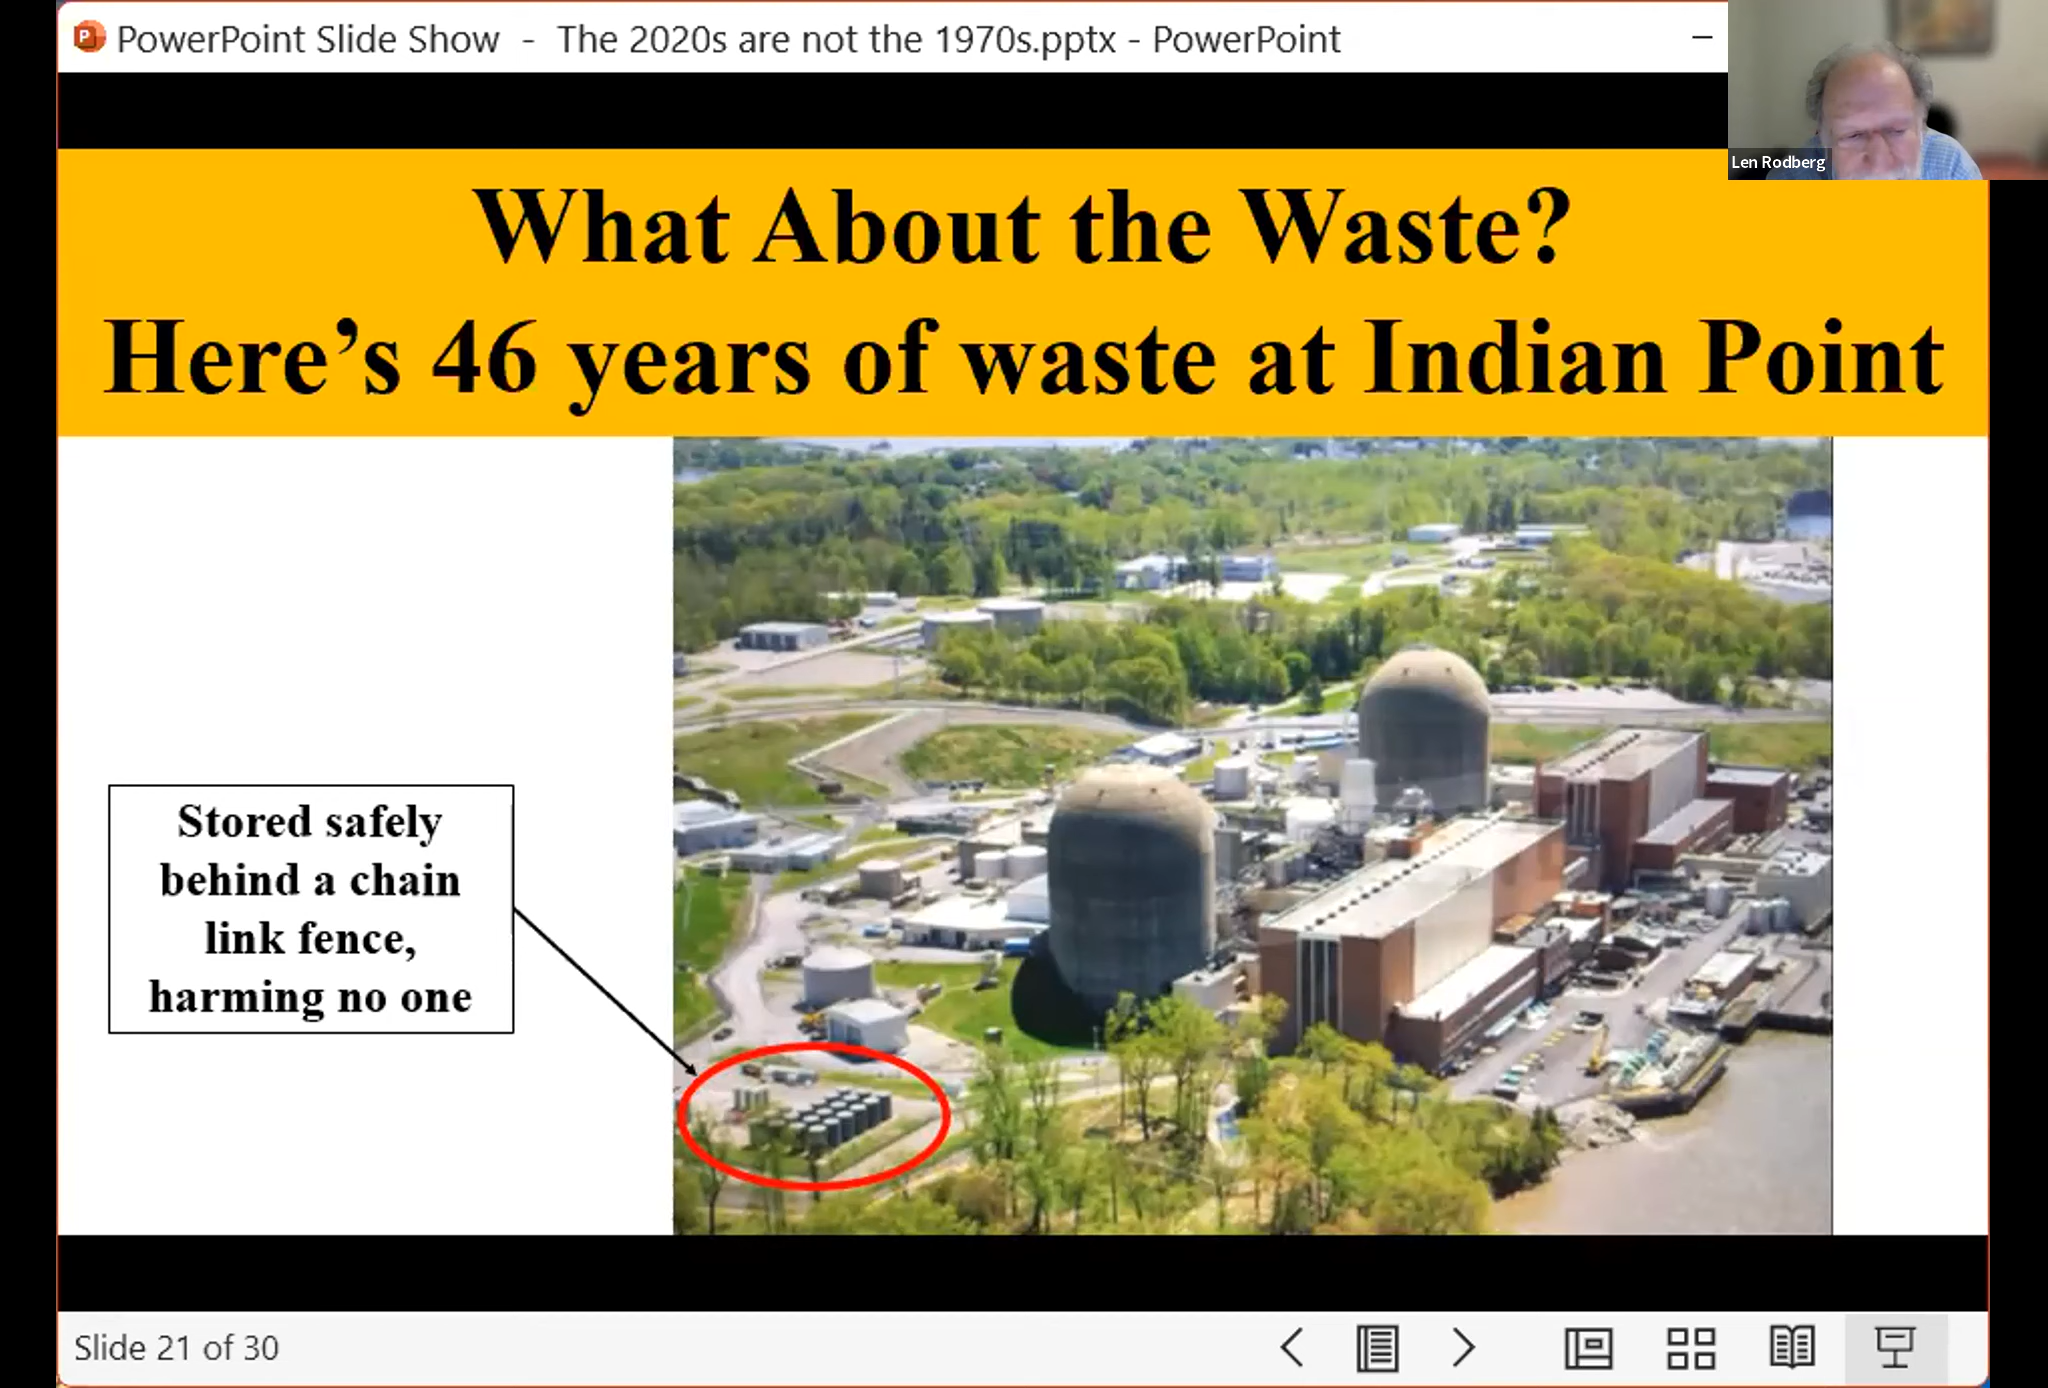 PowerPoint Slide Show - The 2020s are not the 1970s.pptx - PowerPoint
Len Rodberg
What About the Waste?
Here’s 46 years of waste at Indian Point
Stored safely
behind a chain
link fence,
harming no one
Slide 21 of 30